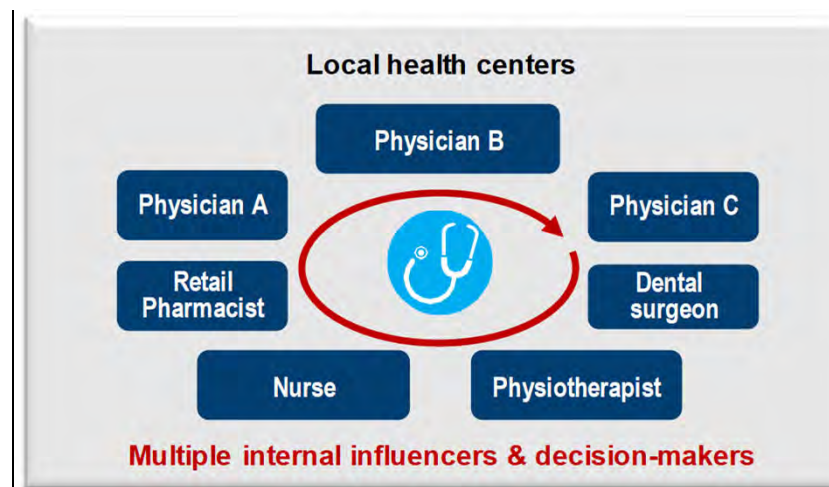 Local health centers
Physician B
Physician A
Physician C
Retail
Pharmacist
Dental
surgeon
Nurse
Physiotherapist
Multiple internal influencers & decision-makers